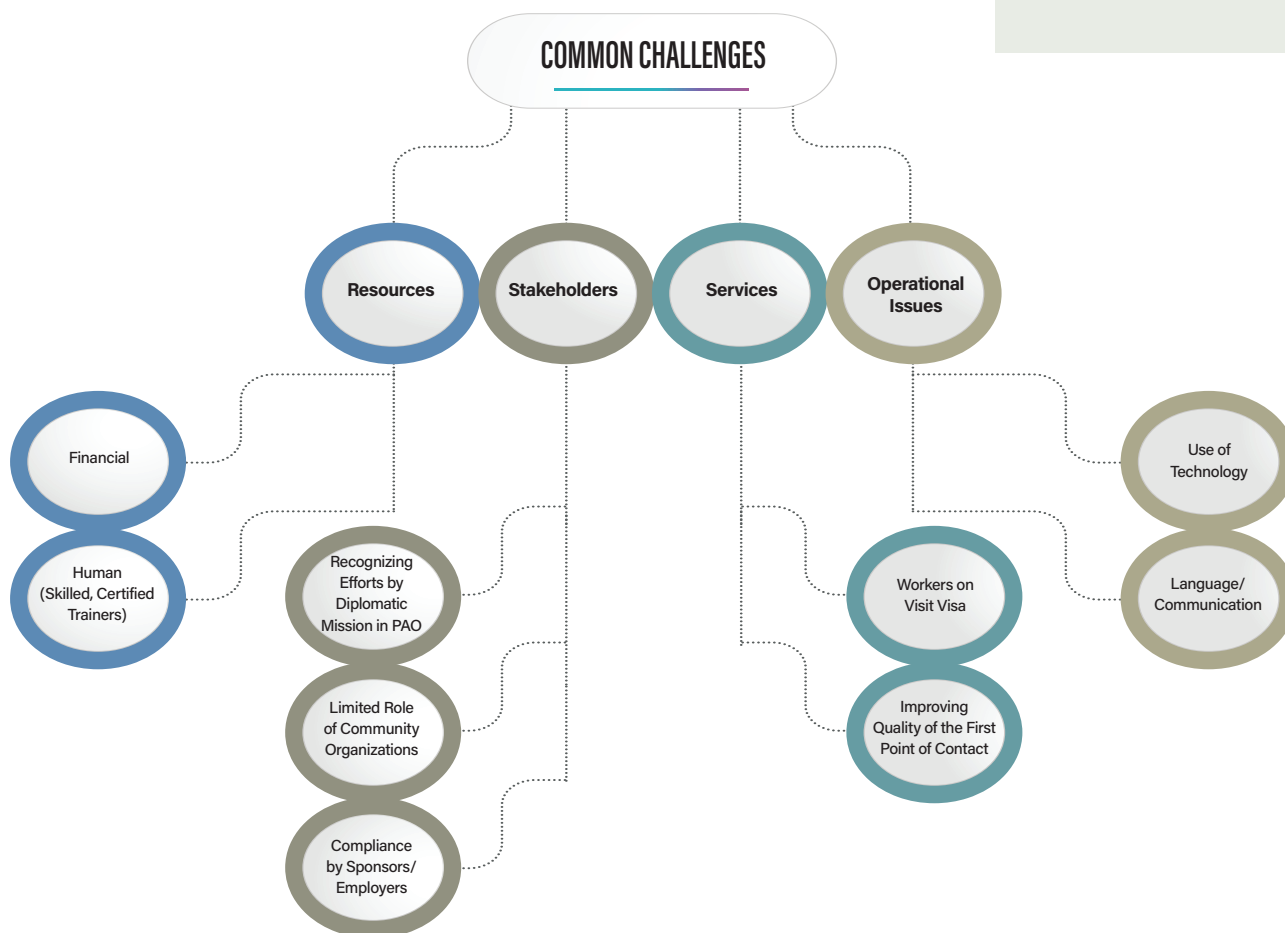 COMMON CHALLENGES
Resources
Stakeholders
Services
Operational
Issues
Financial
Human
(Skilled, Certified
Trainers)
Recognizing
Efforts by
Diplomatic
Mission in PAO
Limited Role
of Community
Organizations
Compliance
by Sponsors/
Employers
Workers on
Visit Visa
Improving
Quality of the First
Point of Contact
Use of
Technology
Language/
Communication